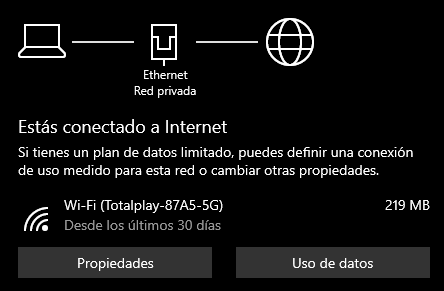 Ethernet
Red privada
Estás conectado a Internet
Si tienes un plan de datos limitado, puedes definir una conexión
de uso medido para esta red o cambiar otras propiedades.
Wi-Fi (Totalplay-87A5-5G)
219 MB
Desde los últimos 30 días
Propiedades
Uso de datos